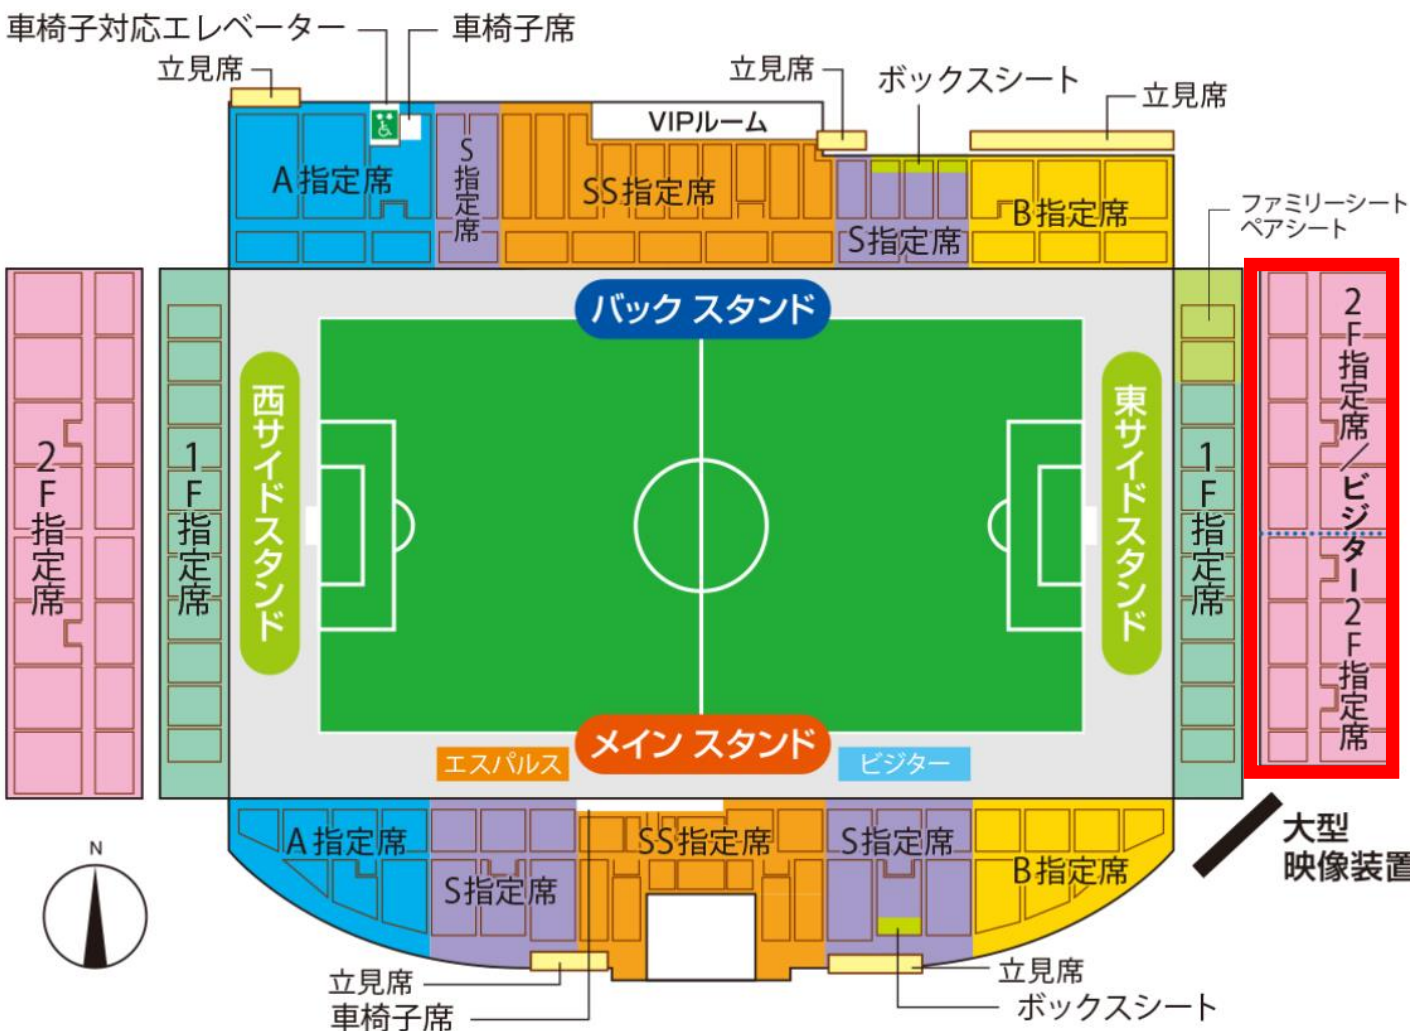 車椅子対応エレベーター
車椅子席
立見席
立見席
ボックスシート
立見席
VIPルーム
A指定席
S指定席
SS指定席
S指定席
B指定席
ファミリーシート
ペアシート
バック スタンド
2F指定席
1F指定席
西サイドスタンド
東サイドスタンド
1F指定席
2F指定席/ビジター2F指定席
メイン スタンド
エスパルス
ビジター
A指定席
S指定席
SS指定席
S指定席
B指定席
大型
映像装置
N
立見席
車椅子席
立見席
ボックスシート